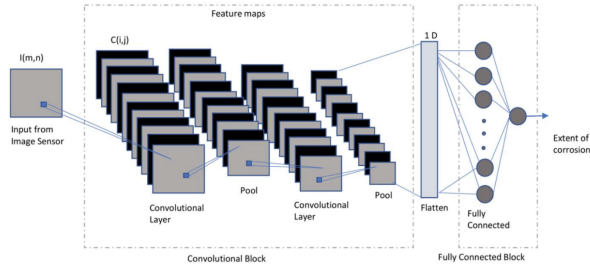 Feature maps
I(m,n)
C(i,j)
1 D
Input from
Image Sensor
Convolutional
Layer
Pool
Convolutional
Layer
Pool
Flatten
Fully
Connected
Extent of
corrosion
Convolutional Block
Fully Connected Block